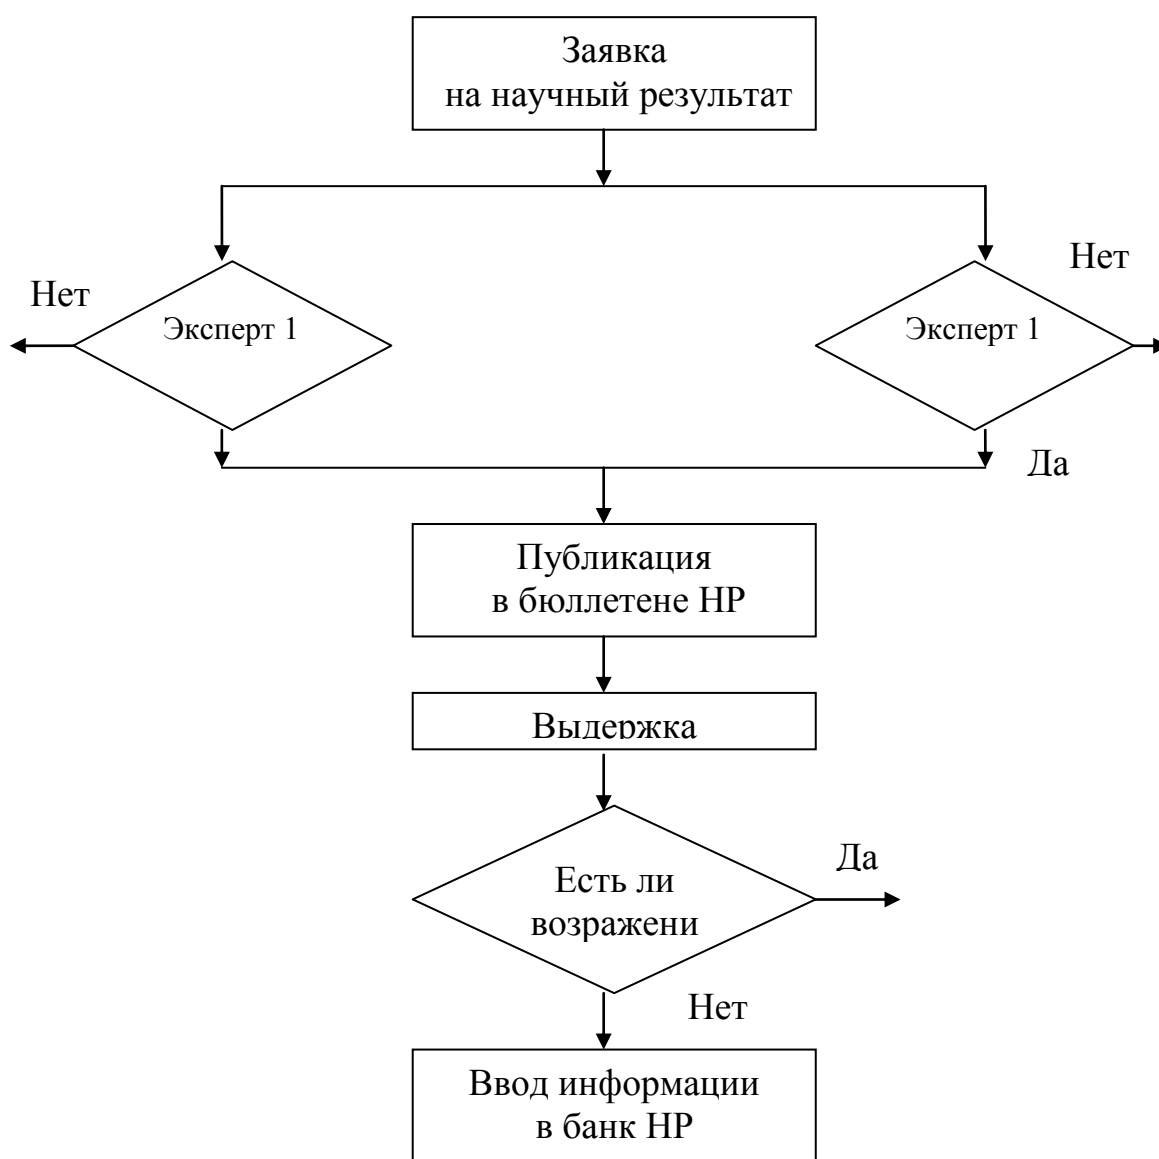 Заявка
на научный результат
Нет
Нет
Эксперт 1
Эксперт 1
Да
Публикация
в бюллетене НР
Выдержка
Да
Есть ли
возражени
Нет
Ввод информации
в банк НР